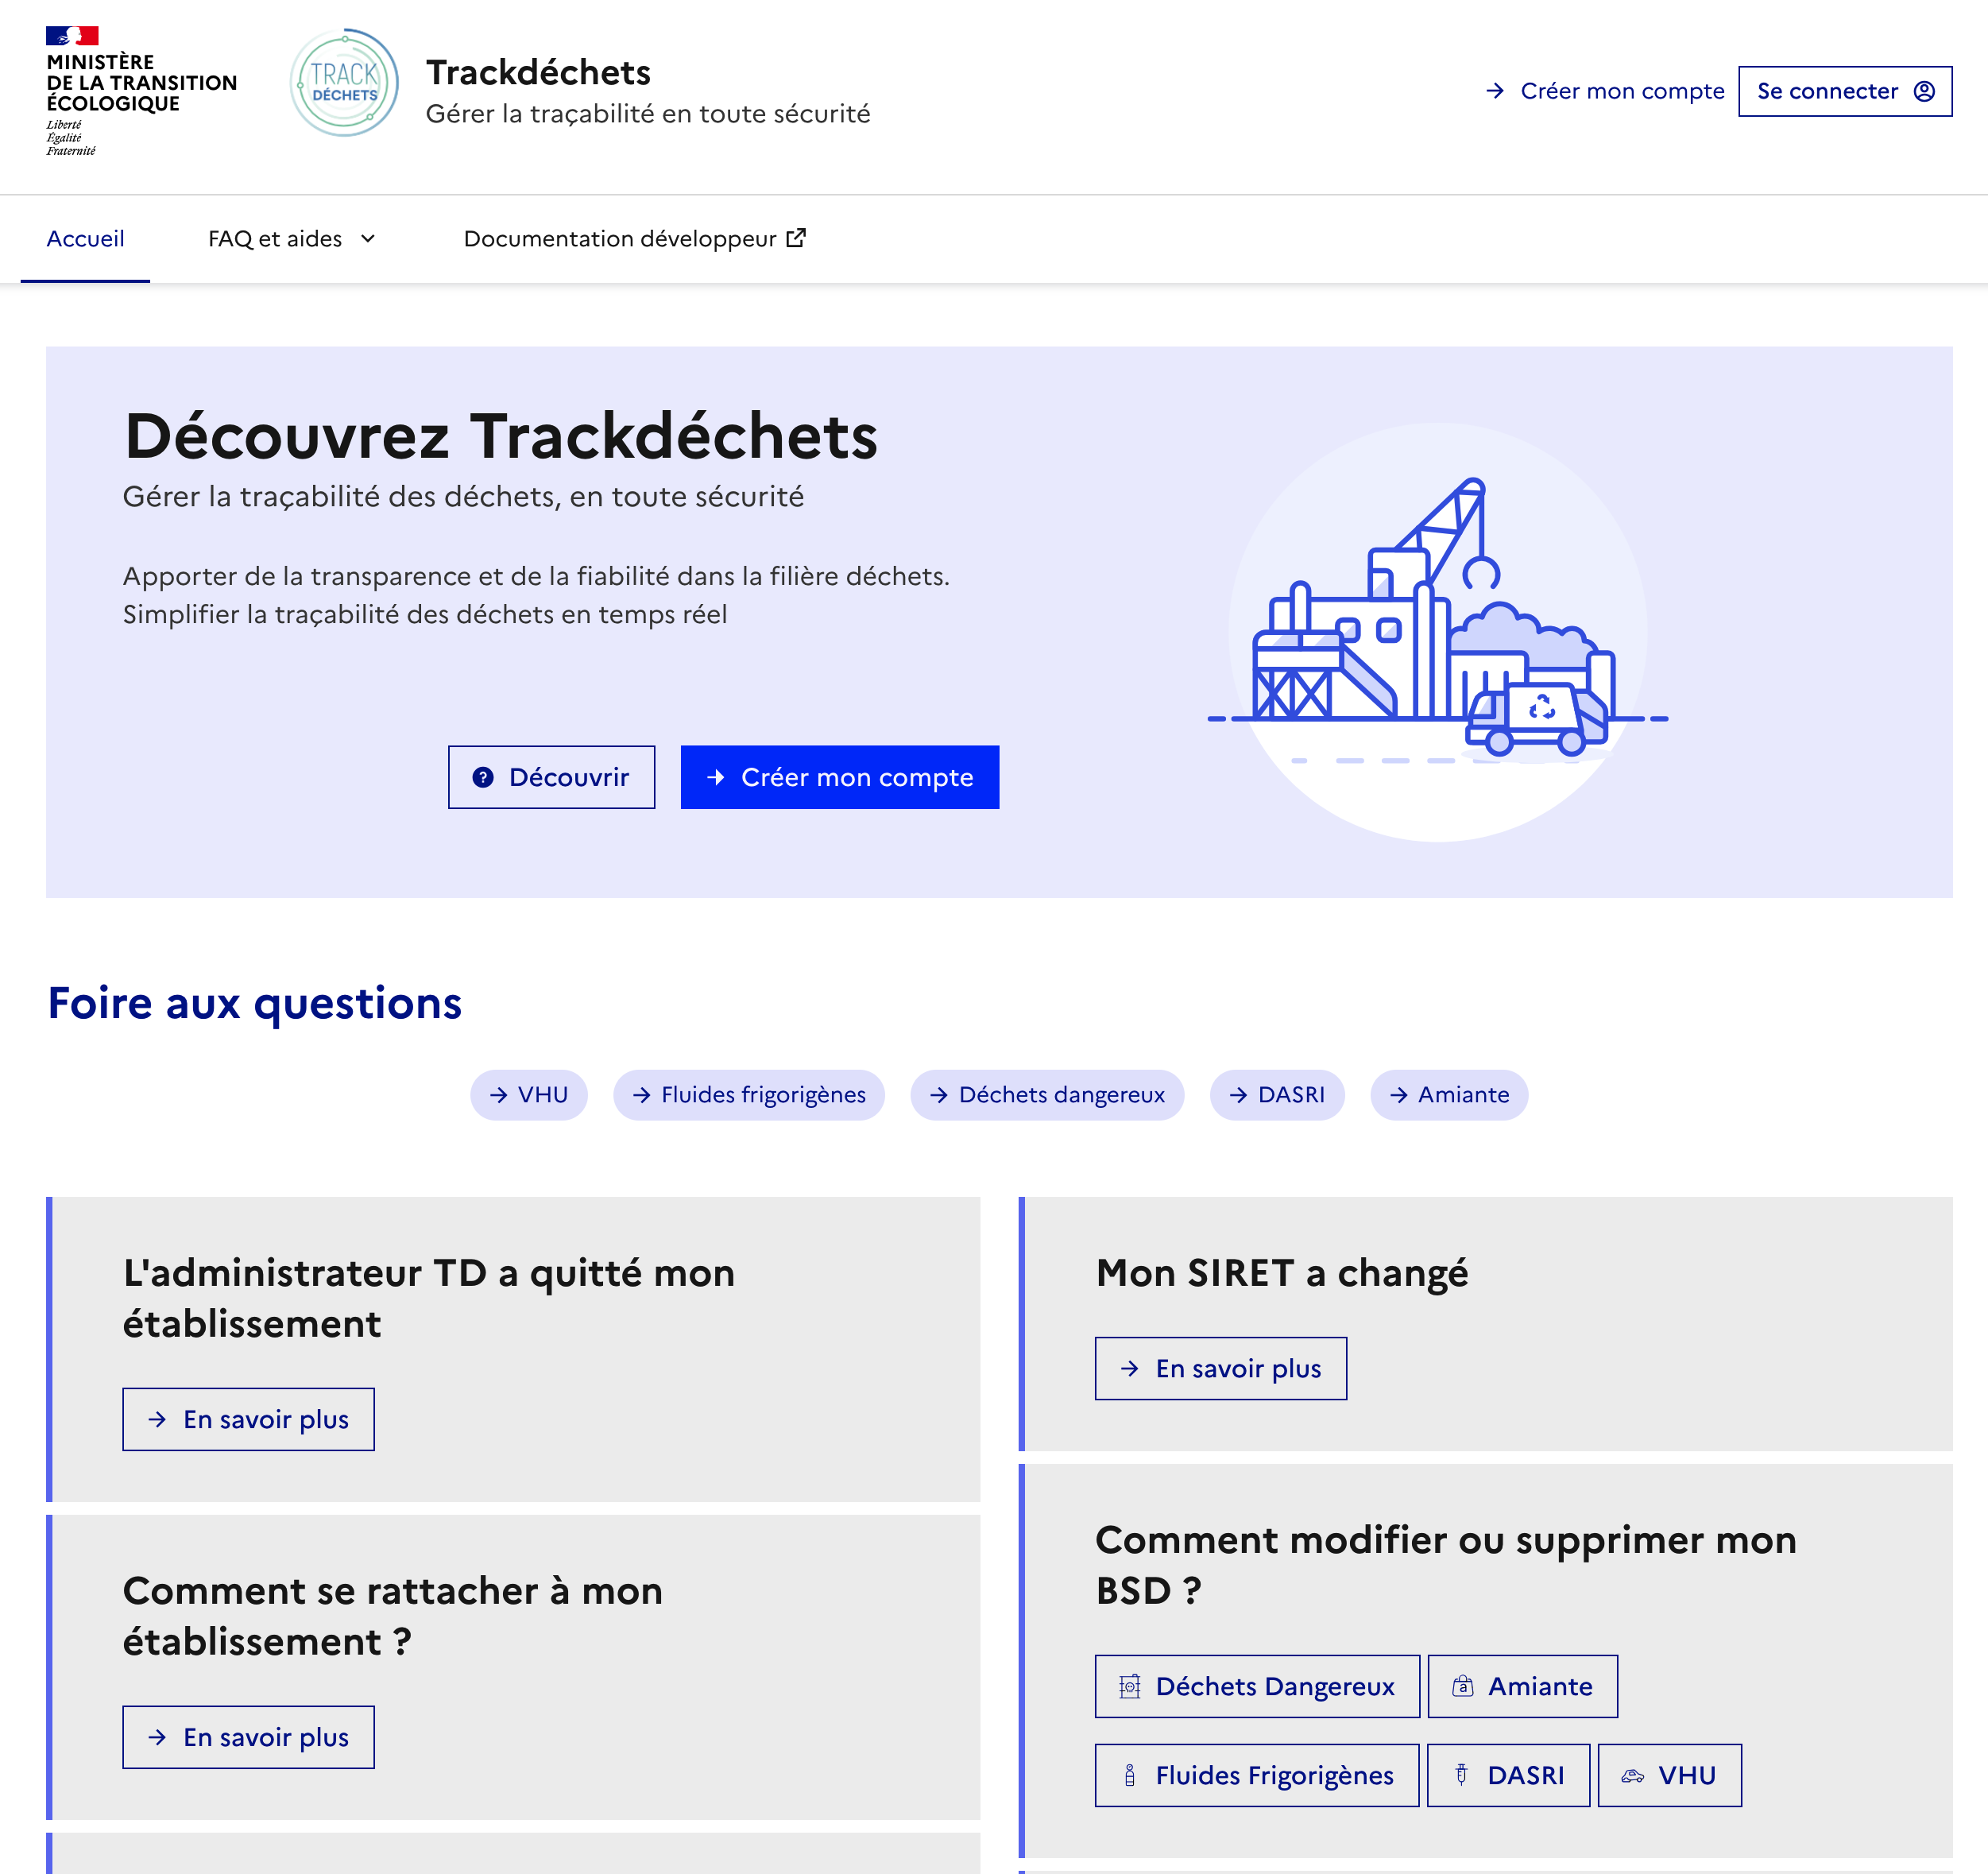 MINISTÈRE
DE LA TRANSITION
ÉCOLOGIQUE
Liberté
Égalité
Fraternité
TRACK
DÉCHETS
Trackdéchets
Gérer la traçabilité en toute sécurité
Créer mon compte
Se connecter
Accueil
FAQ et aides
Documentation développeur
Découvrez Trackdéchets
Gérer la traçabilité des déchets, en toute sécurité
Apporter de la transparence et de la fiabilité dans la filière déchets.
Simplifier la traçabilité des déchets en temps réel
Découvrir
Créer mon compte
Foire aux questions
VHU
Fluides frigorigènes
Déchets dangereux
DASRI
Amiante
L'administrateur TD a quitté mon
établissement
En savoir plus
Mon SIRET a changé
En savoir plus
Comment se rattacher à mon
établissement ?
En savoir plus
Comment modifier ou supprimer mon
BSD ?
Déchets Dangereux
Amiante
Fluides Frigorigènes
DASRI
VHU